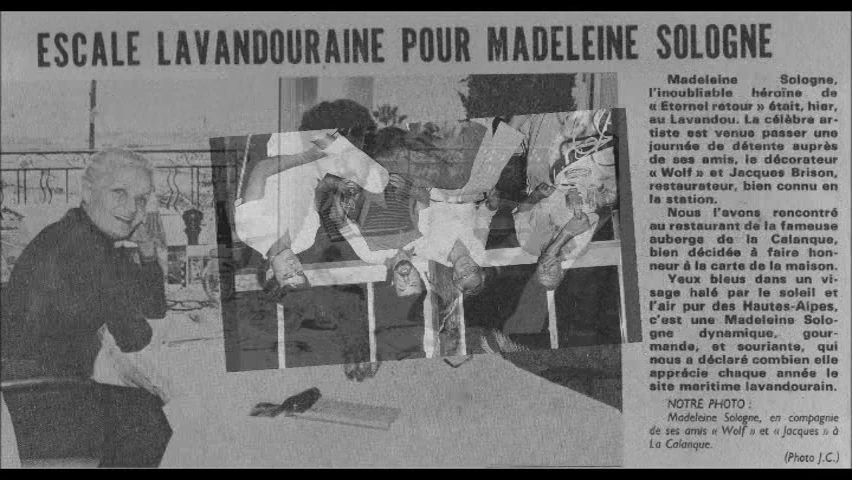 ESCALE LAVANDOURAINE POUR MADELEINE SOLOGNE
Madeleine Sologne,
l'inoubliable héroïne de
« Eternel retour » était, hier,
au Lavandou. La célèbre ar-
tiste est venue passer une
journée de détente auprès
de ses amis, le décorateur
« Wolf » et Jacques Brison,
restaurateur, bien connu en
la station.
Nous l'avons rencontré
au restaurant de la fameuse
auberge de la Calanque,
bien décidée à faire hon-
neur à la carte de la maison.
Yeux bleus dans un vi-
sage halé par le soleil et
l'air pur des Hautes-Alpes,
c'est une Madeleine Solo-
gne dynamique, gour-
mande, et souriante, qui
nous a déclaré combien elle
apprécie chaque année le
site maritime lavandourain.
NOTRE PHOTO :
Madeleine Sologne, en compagnie
de ses amis « Wolf » et « Jacques » à
La Calanque.
(Photo J.C.)